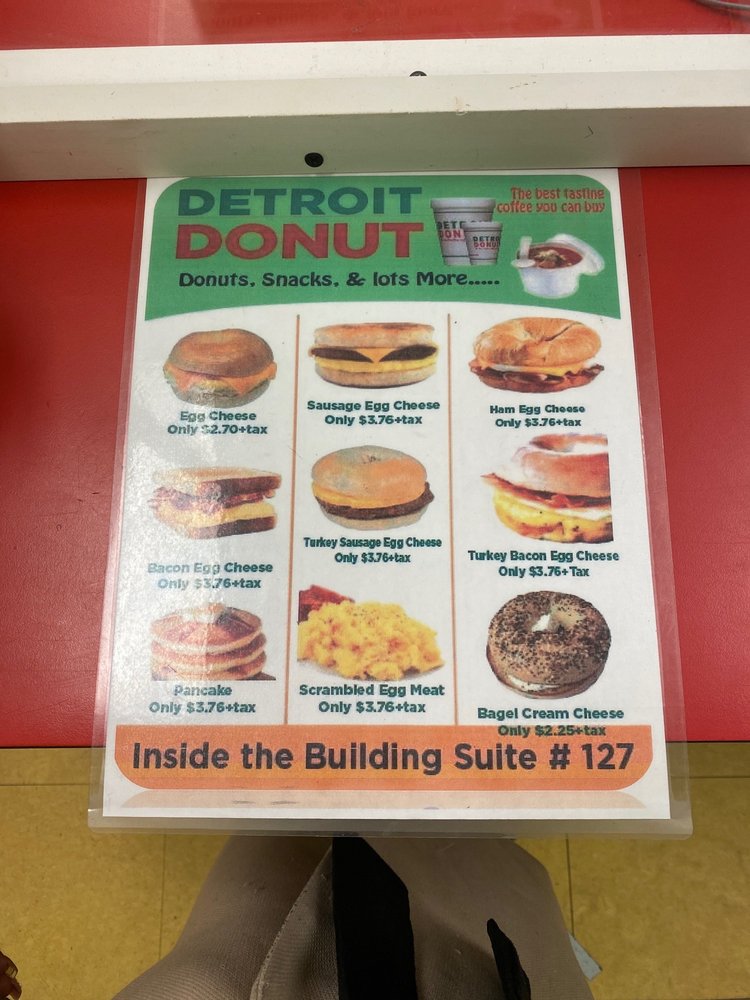 DETROIT
DONUT
Donuts, Snacks, & lots More.....
The best tasting
coffee you can buy
Egg Cheese
Only $2.70+tax
Sausage Egg Cheese
Only $3.76+tax
Ham Egg Cheese
Only $3.76+tax
Bacon Egg Cheese
Only $3.76+tax
Turkey Sausage Egg Cheese
Only $3.76+tax
Turkey Bacon Egg Cheese
Only $3.76+Tax
Pancake
Only $3.76+tax
Scrambled Egg Meat
Only $3.76+tax
Bagel Cream Cheese
Only $2.25+tax
Inside the Building Suite # 127